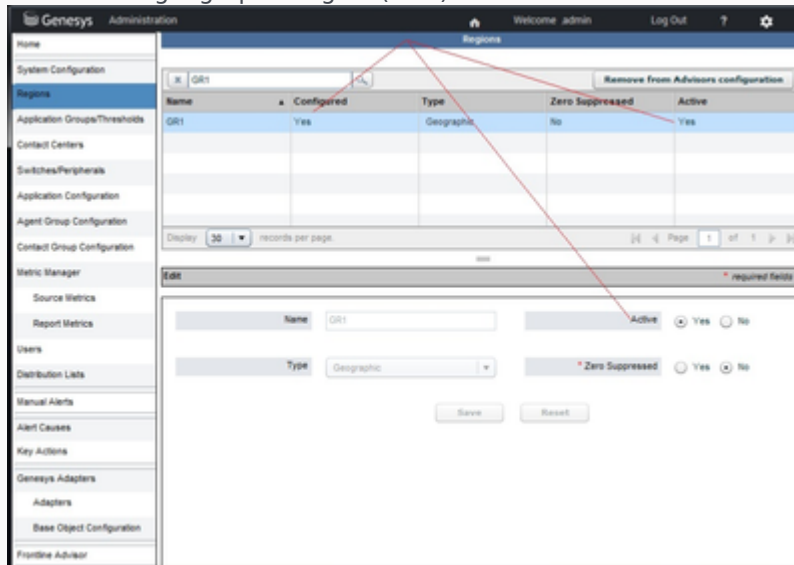 Genesys Administration Welcome admin Log Out ?
Home
System Configuration
Regions
Application Groups/Thresholds
Contact Centers
Switches/Peripherals
Application Configuration
Agent Group Configuration
Contact Group Configuration
Metric Manager
Source Metrics
Report Metrics
Users
Distribution Lists
Manual Alerts
Alert Causes
Key Actions
Genesys Adapters
Adapters
Base Object Configuration
Frontline Advisor
Regions
x GR1 Remove from Advisors configuration
Name Configured Type Zero Suppressed Active
GR1 Yes Geographic No Yes
Display 30 records per page. Page 1 of 1
Edit * required fields
Name GR1 Active Yes No
Type Geographic * Zero Suppressed Yes No
Save Reset